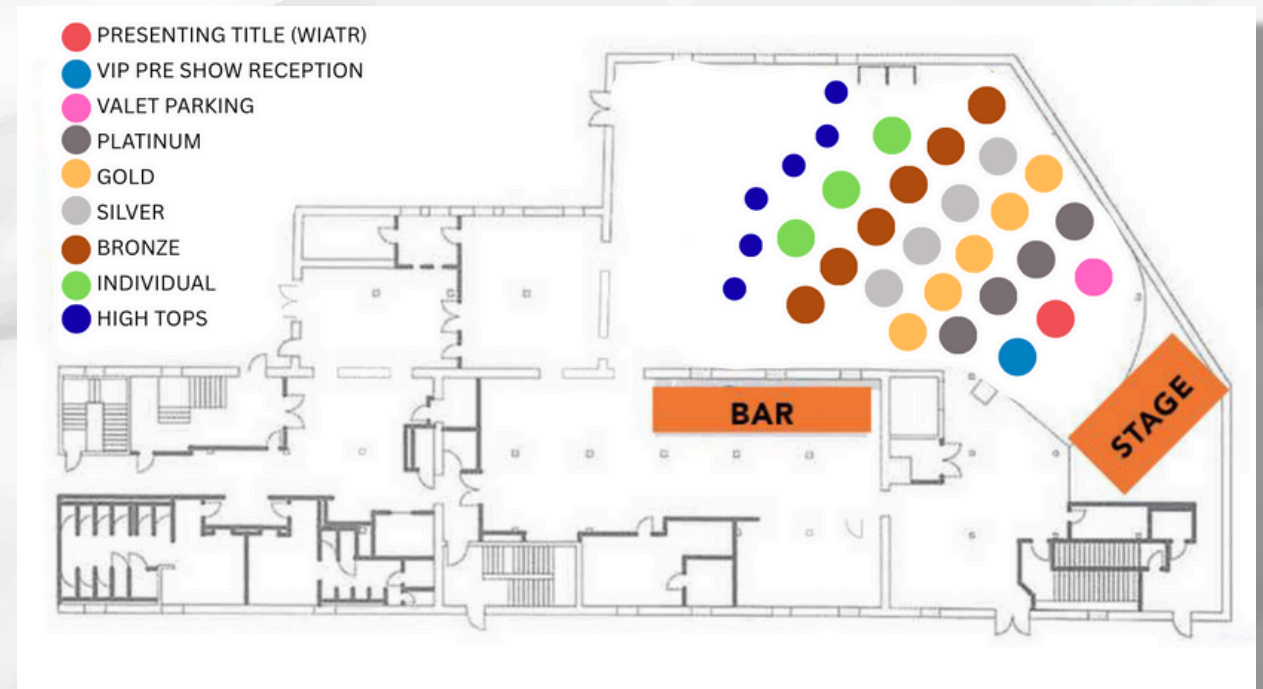 PRESENTING TITLE (WIATR)
VIP PRE SHOW RECEPTION
VALET PARKING
PLATINUM
GOLD
SILVER
BRONZE
INDIVIDUAL
HIGH TOPS
BAR
STAGE